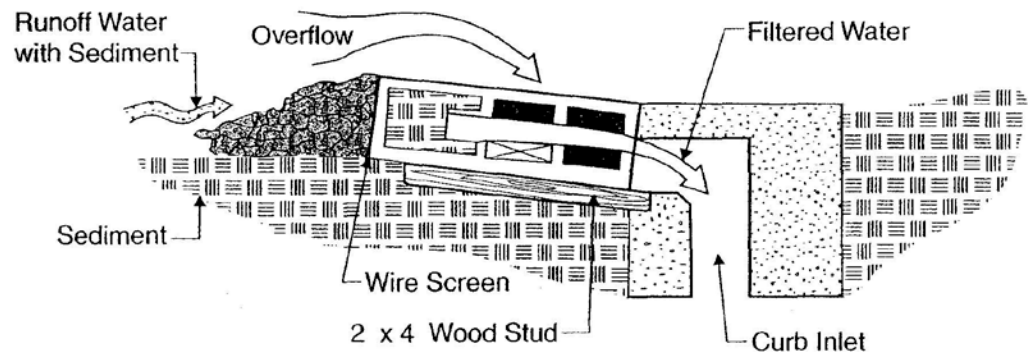 Runoff Water
with Sediment
Overflow
Filtered Water
Sediment
Wire Screen
2 x 4 Wood Stud
Curb Inlet